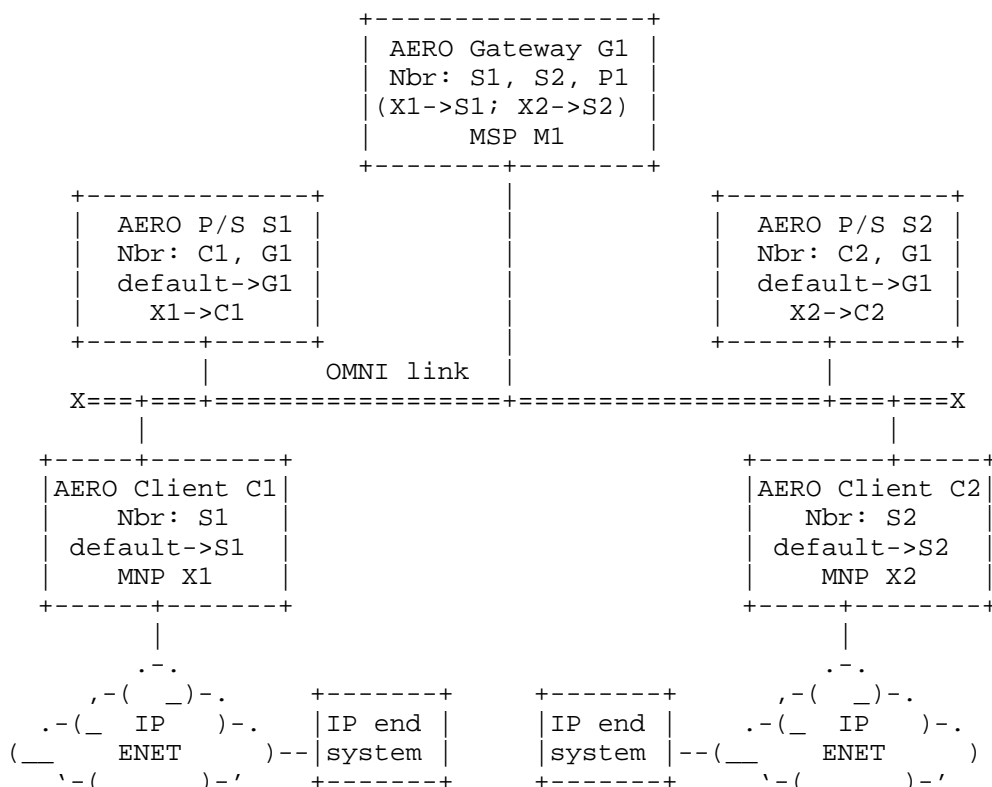 AERO Gateway G1
Nbr: S1, S2, P1
(X1->S1; X2->S2)
MSP M1
AERO P/S S1
Nbr: C1, G1
default->G1
X1->C1
AERO P/S S2
Nbr: C2, G1
default->G1
X2->C2
OMNI link
X===+===+==================+===================+===+===X
AERO Client C1
Nbr: S1
default->S1
MNP X1
AERO Client C2
Nbr: S2
default->S2
MNP X2
IP
ENET
IP end
system
IP end
system
IP
ENET